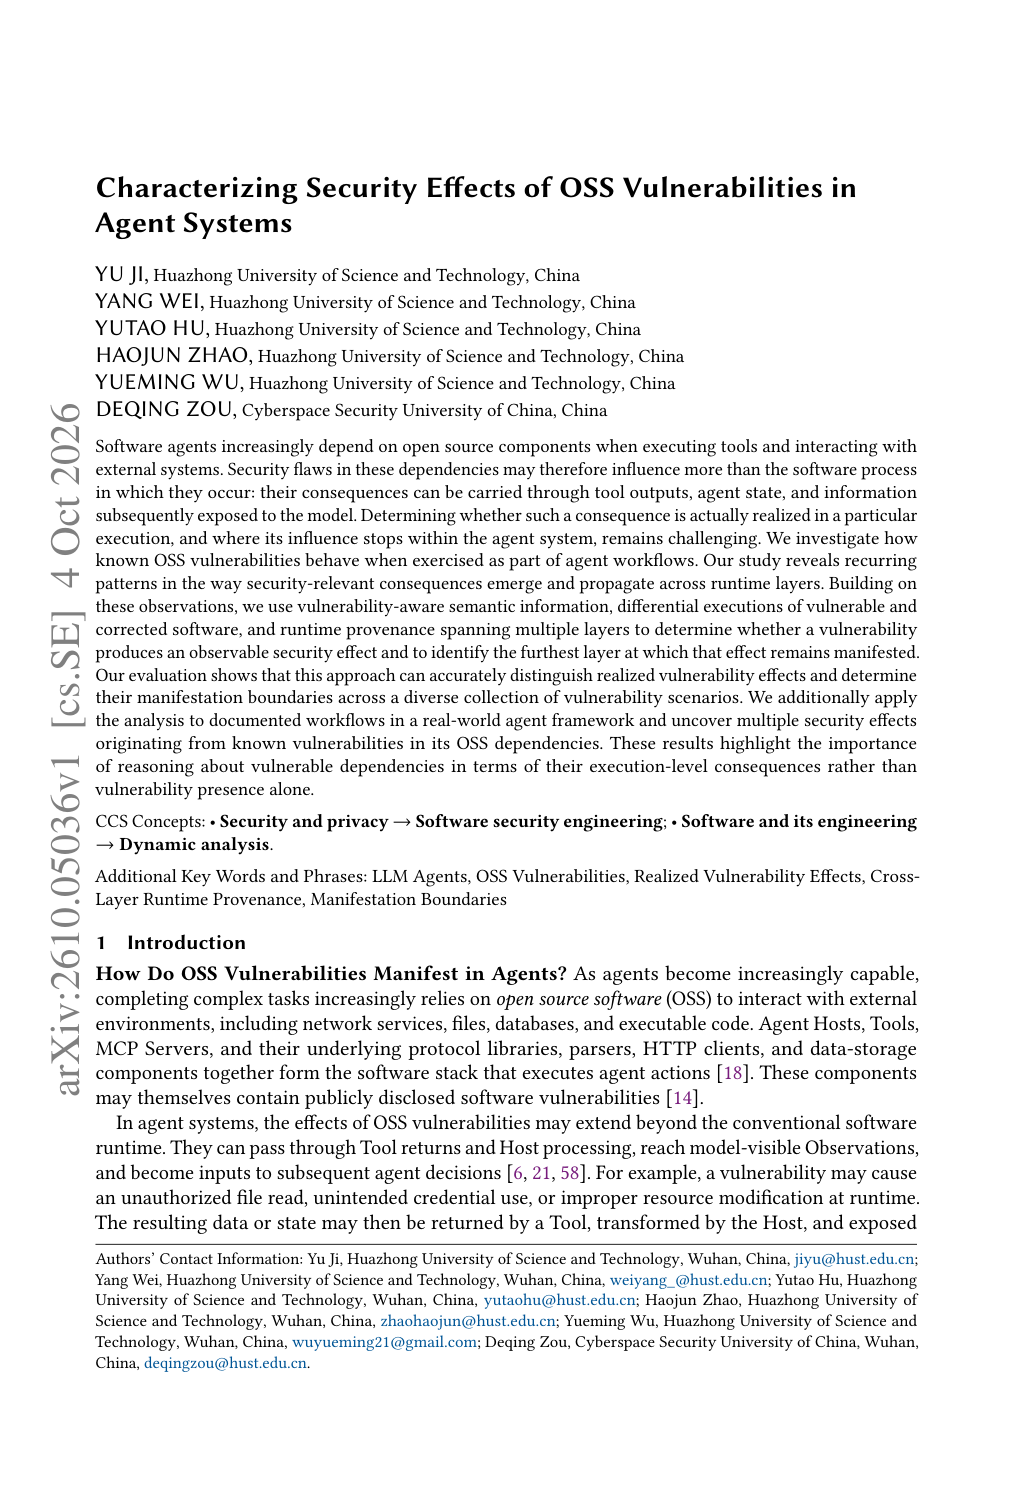 Characterizing Security Effects of OSS Vulnerabilities in
Agent Systems
YU JI, Huazhong University of Science and Technology, China
YANG WEI, Huazhong University of Science and Technology, China
YUTAO HU, Huazhong University of Science and Technology, China
HAOJUN ZHAO, Huazhong University of Science and Technology, China
YUEMING WU, Huazhong University of Science and Technology, China
DEQING ZOU, Cyberspace Security University of China, China
Software agents increasingly depend on open source components when executing tools and interacting with
external systems. Security flaws in these dependencies may therefore influence more than the software process
in which they occur: their consequences can be carried through tool outputs, agent state, and information
subsequently exposed to the model. Determining whether such a consequence is actually realized in a particular
execution, and where its influence stops within the agent system, remains challenging. We investigate how
known OSS vulnerabilities behave when exercised as part of agent workflows. Our study reveals recurring
patterns in the way security-relevant consequences emerge and propagate across runtime layers. Building on
these observations, we use vulnerability-aware semantic information, differential executions of vulnerable and
corrected software, and runtime provenance spanning multiple layers to determine whether a vulnerability
produces an observable security effect and to identify the furthest layer at which that effect remains manifested.
Our evaluation shows that this approach can accurately distinguish realized vulnerability effects and determine
their manifestation boundaries across a diverse collection of vulnerability scenarios. We additionally apply
the analysis to documented workflows in a real-world agent framework and uncover multiple security effects
originating from known vulnerabilities in its OSS dependencies. These results highlight the importance
of reasoning about vulnerable dependencies in terms of their execution-level consequences rather than
vulnerability presence alone.
CCS Concepts: • Security and privacy → Software security engineering; • Software and its engineering
→ Dynamic analysis.
Additional Key Words and Phrases: LLM Agents, OSS Vulnerabilities, Realized Vulnerability Effects, Cross-
Layer Runtime Provenance, Manifestation Boundaries
1 Introduction
How Do OSS Vulnerabilities Manifest in Agents? As agents become increasingly capable,
completing complex tasks increasingly relies on open source software (OSS) to interact with external
environments, including network services, files, databases, and executable code. Agent Hosts, Tools,
MCP Servers, and their underlying protocol libraries, parsers, HTTP clients, and data-storage
components together form the software stack that executes agent actions [18]. These components
may themselves contain publicly disclosed software vulnerabilities [14].
In agent systems, the effects of OSS vulnerabilities may extend beyond the conventional software
runtime. They can pass through Tool returns and Host processing, reach model-visible Observations,
and become inputs to subsequent agent decisions [6, 21, 58]. For example, a vulnerability may cause
an unauthorized file read, unintended credential use, or improper resource modification at runtime.
The resulting data or state may then be returned by a Tool, transformed by the Host, and exposed
Authors' Contact Information: Yu Ji, Huazhong University of Science and Technology, Wuhan, China, jiyu@hust.edu.cn;
Yang Wei, Huazhong University of Science and Technology, Wuhan, China, weiyang_@hust.edu.cn; Yutao Hu, Huazhong
University of Science and Technology, Wuhan, China, yutaohu@hust.edu.cn; Haojun Zhao, Huazhong University of
Science and Technology, Wuhan, China, zhaohaojun@hust.edu.cn; Yueming Wu, Huazhong University of Science and
Technology, Wuhan, China, wuyueming21@gmail.com; Deqing Zou, Cyberspace Security University of China, Wuhan,
China, deqingzou@hust.edu.cn.
arXiv:2610.05036v1 [cs.SE] 4 Oct 2026